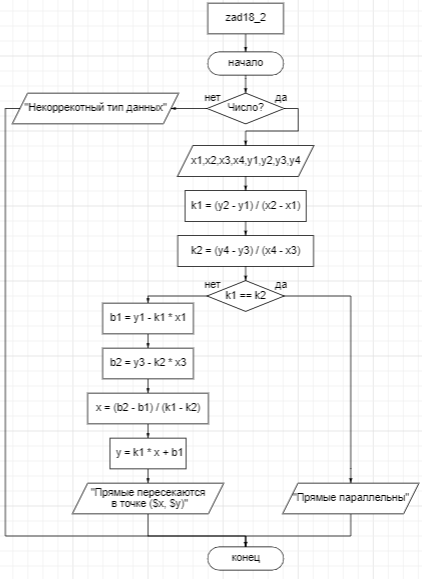 zad18_2
начало
нет
Число?
да
"Некоррекотный тип данных"
x1,x2,x3,x4,y1,y2,y3,y4
k1 = (y2 - y1) / (x2 - x1)
k2 = (y4 - y3) / (x4 - x3)
нет
k1 == k2
да
b1 = y1 - k1 * x1
b2 = y3 - k2 * x3
x = (b2 - b1) / (k1 - k2)
y = k1 * x + b1
"Прямые пересекаются
в точке ($x, $y)"
"Прямые параллельны"
конец